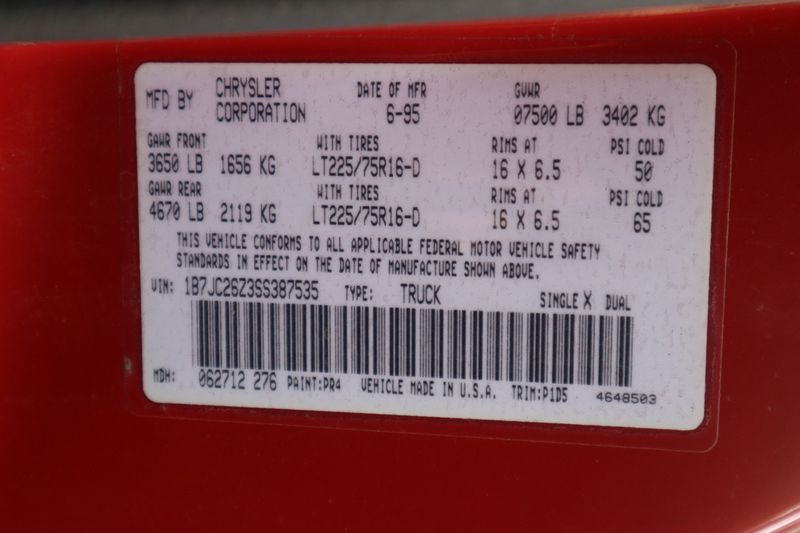 MFD BY CHRYSLER CORPORATION DATE OF MFR 6-95 GVWR 07500 LB 3402 KG
GAWR FRONT WITH TIRES RIMS AT PSI COLD
3650 LB 1656 KG LT225/75R16-D 16 X 6.5 50
GAWR REAR WITH TIRES RIMS AT PSI COLD
4670 LB 2119 KG LT225/75R16-D 16 X 6.5 65
THIS VEHICLE CONFORMS TO ALL APPLICABLE FEDERAL MOTOR VEHICLE SAFETY
STANDARDS IN EFFECT ON THE DATE OF MANUFACTURE SHOWN ABOVE.
VIN: 1B7JC26Z3SS387535 TYPE: TRUCK SINGLE X DUAL
MDH: 062712 276 PAINT:PR4 VEHICLE MADE IN U.S.A. TRIM:P1D5 4648503